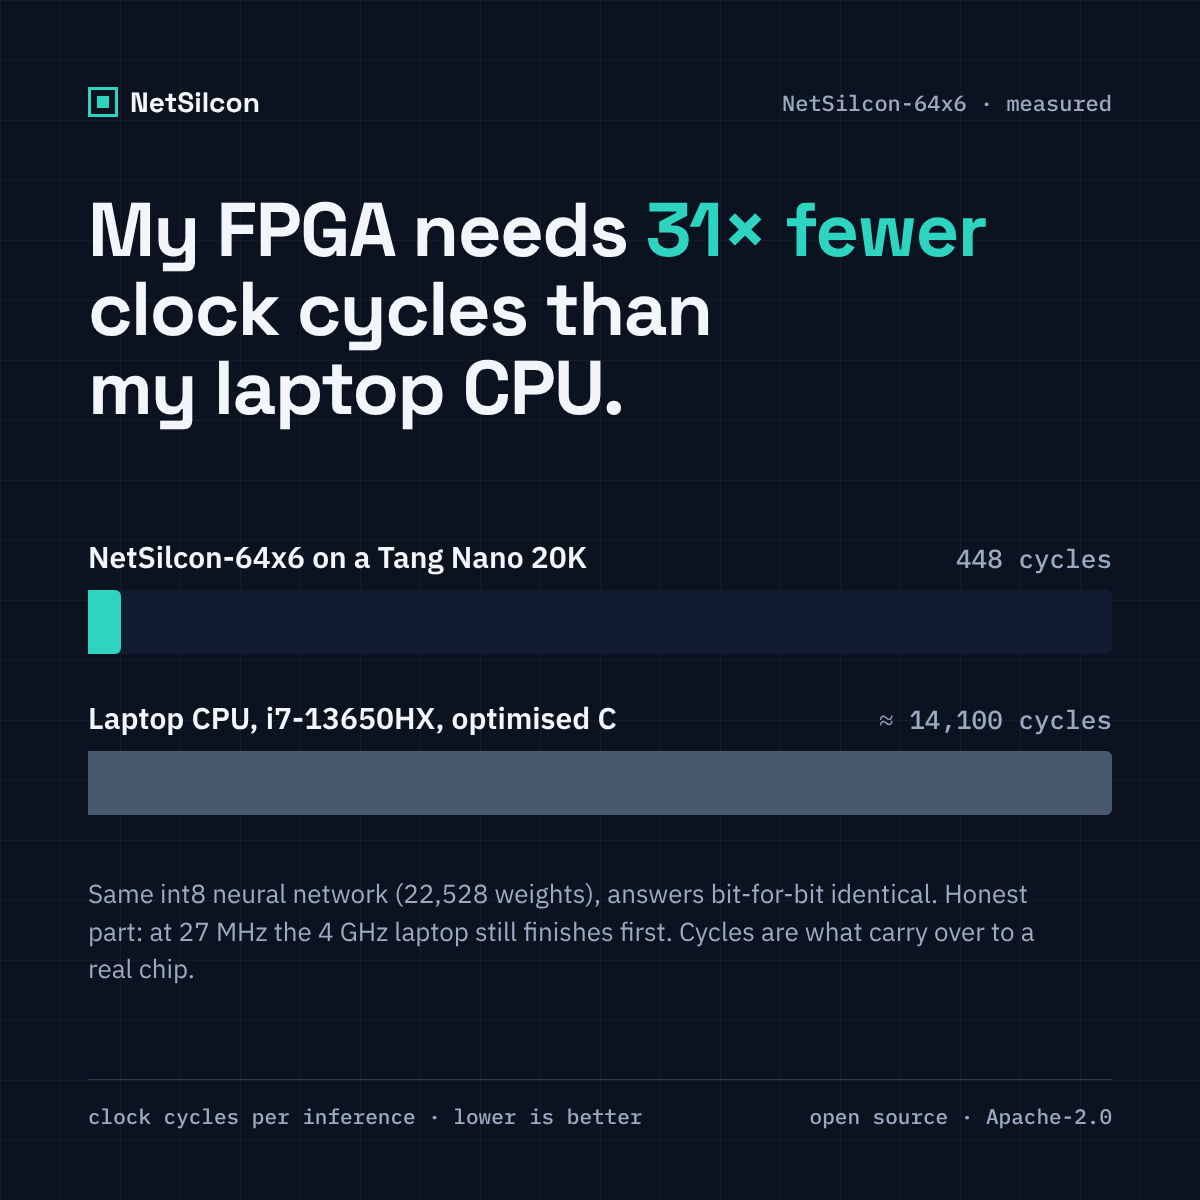 NetSilcon
NetSilcon-64x6 · measured
My FPGA needs 31× fewer
clock cycles than
my laptop CPU.
NetSilcon-64x6 on a Tang Nano 20K
448 cycles
Laptop CPU, i7-13650HX, optimised C
≈ 14,100 cycles
Same int8 neural network (22,528 weights), answers bit-for-bit identical. Honest
part: at 27 MHz the 4 GHz laptop still finishes first. Cycles are what carry over to a
real chip.
clock cycles per inference · lower is better
open source · Apache-2.0